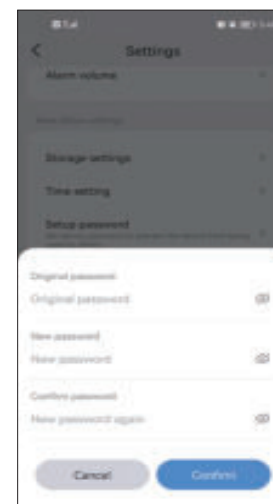 Settings
Alarm volume
Storage settings
Time setting
Setup password
Original password
Original password
New password
New password
Confirm password
New password again
Cancel
Confirm